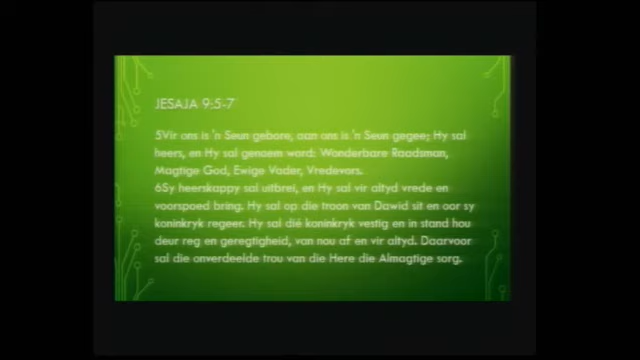 JESAJA 9:5-7
5Vir ons is 'n Seun gebore, aan ons is 'n Seun gegee; Hy sal
heers, en Hy sal genoem word: Wonderbare Raadsman,
Magtige God, Ewige Vader, Vredevors.
6Sy heerskappy sal uitbrei, en Hy sal vir altyd vrede en
voorspoed bring. Hy sal op die troon van Dawid sit en oor sy
koninkryk regeer. Hy sal dié koninkryk vestig en in stand hou
deur reg en geregtigheid, van nou af en vir altyd. Daarvoor
sal die onverdeelde trou van die Here die Almagtige sorg.